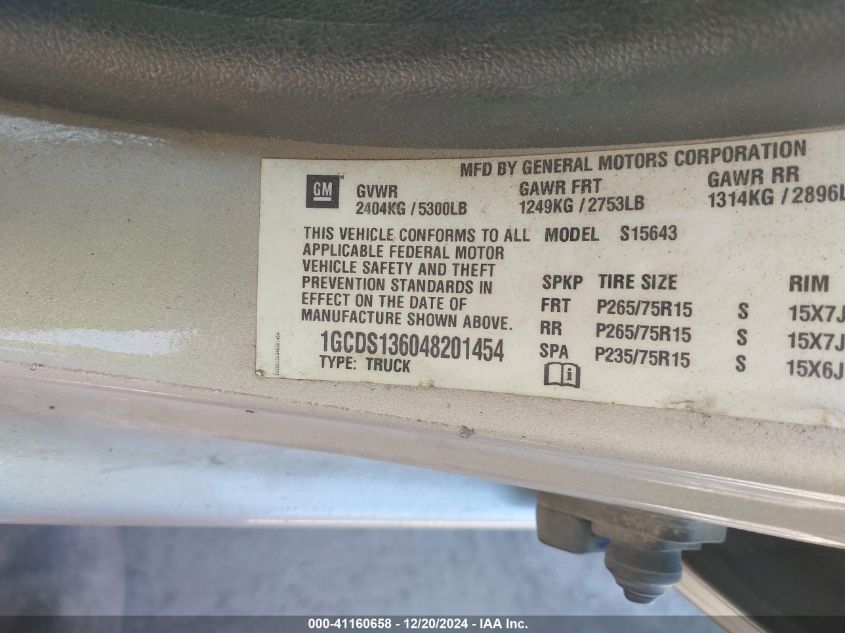 MFD BY GENERAL MOTORS CORPORATION
GM
GVWR GAWR FRT GAWR RR
2404KG / 5300LB 1249KG / 2753LB 1314KG / 2896L
THIS VEHICLE CONFORMS TO ALL
APPLICABLE FEDERAL MOTOR
VEHICLE SAFETY AND THEFT
PREVENTION STANDARDS IN
EFFECT ON THE DATE OF
MANUFACTURE SHOWN ABOVE.
1GCDS136048201454
TYPE: TRUCK
MODEL S15643
SPKP TIRE SIZE RIM
FRT P265/75R15 S 15X7J
RR P265/75R15 S 15X7J
SPA P235/75R15 S 15X6J
000-41160658 - 12/20/2024 - IAA Inc.